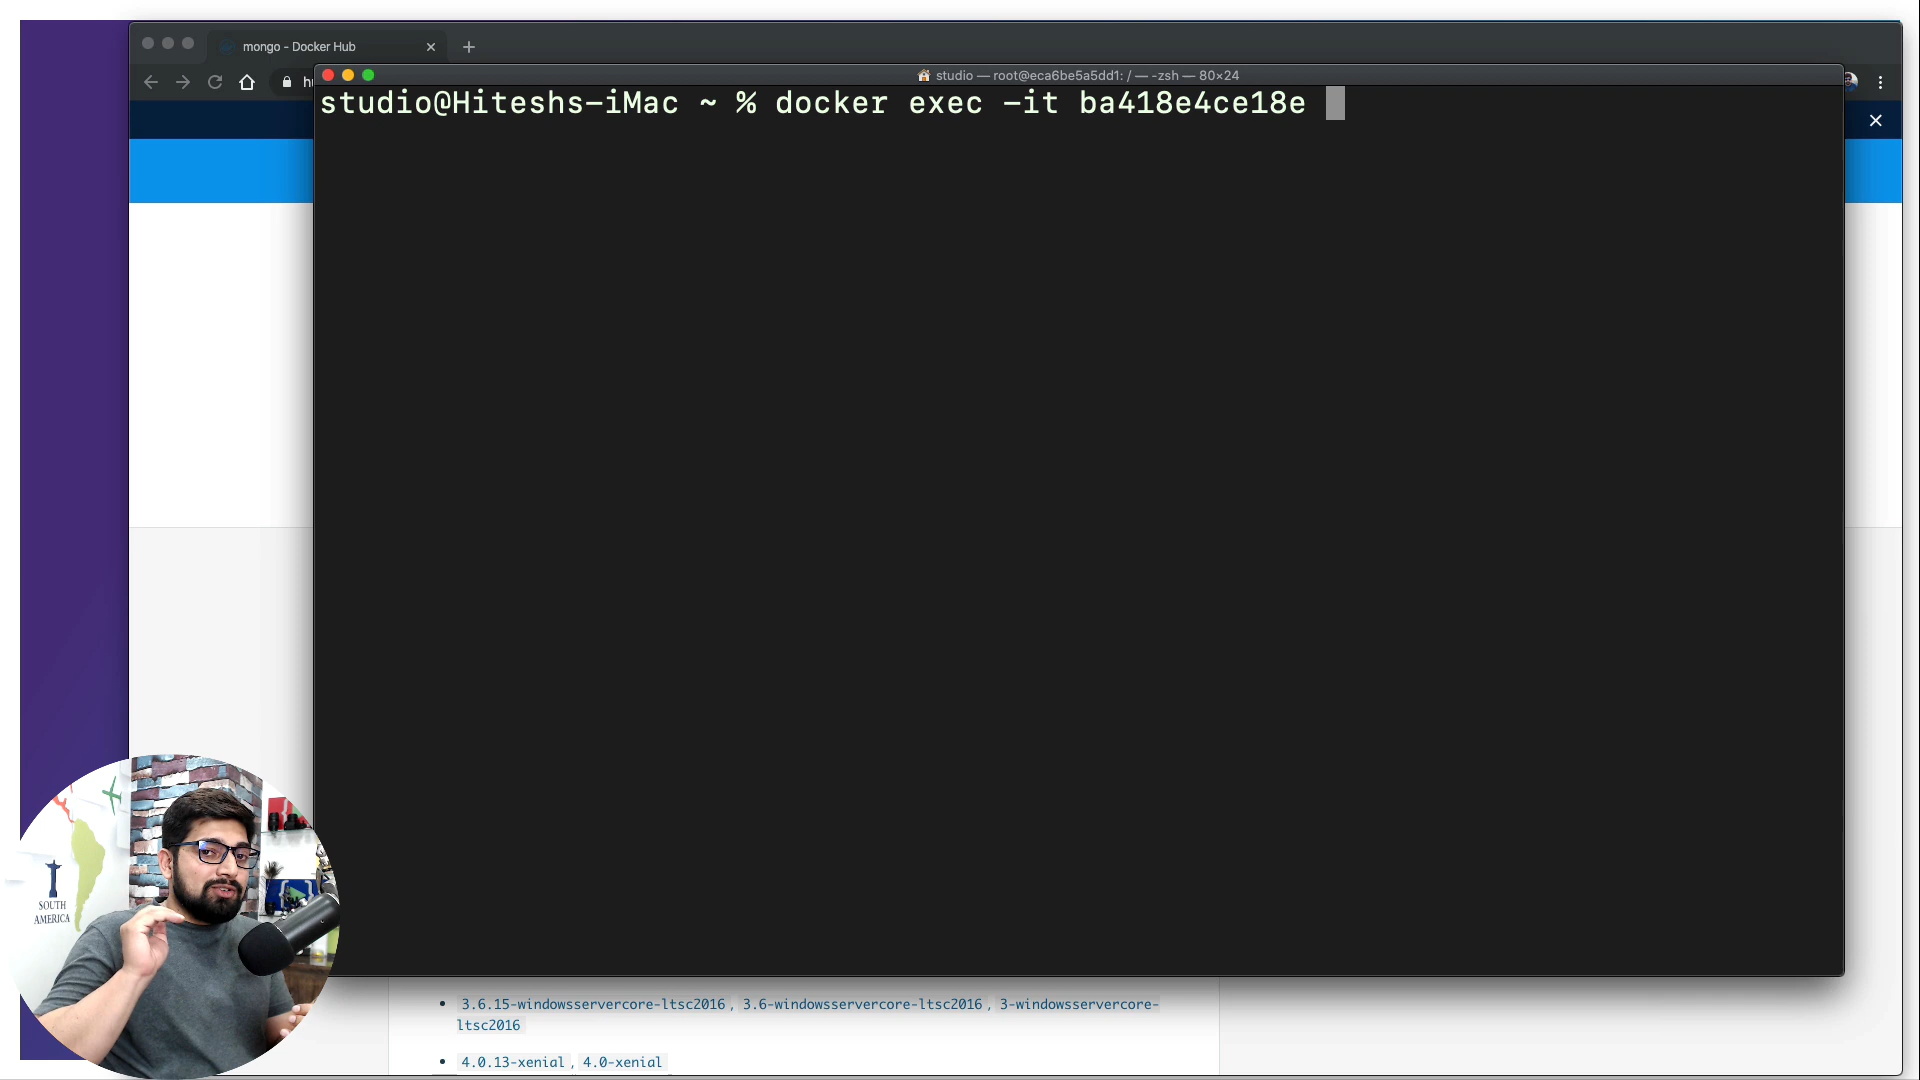 mongo - Docker Hub
studio — root@eca6be5a5dd1: / — -zsh — 80×24
studio@Hiteshs-iMac ~ % docker exec -it ba418e4ce18e
SOUTH
AMERICA
• 3.6.15-windowsservercore-ltsc2016, 3.6-windowsservercore-ltsc2016, 3-windowsservercore-
ltsc2016
• 4.0.13-xenial, 4.0-xenial